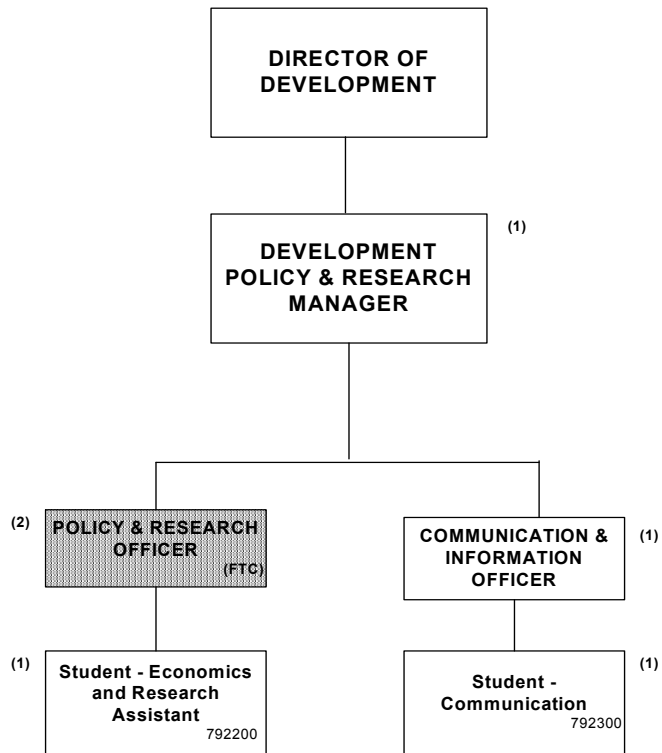 DIRECTOR OF
DEVELOPMENT
(1)
DEVELOPMENT
POLICY & RESEARCH
MANAGER
(2)
POLICY & RESEARCH
OFFICER
(FTC)
COMMUNICATION &
INFORMATION
OFFICER
(1)
(1)
Student - Economics
and Research
Assistant
792200
Student -
Communication
792300
(1)